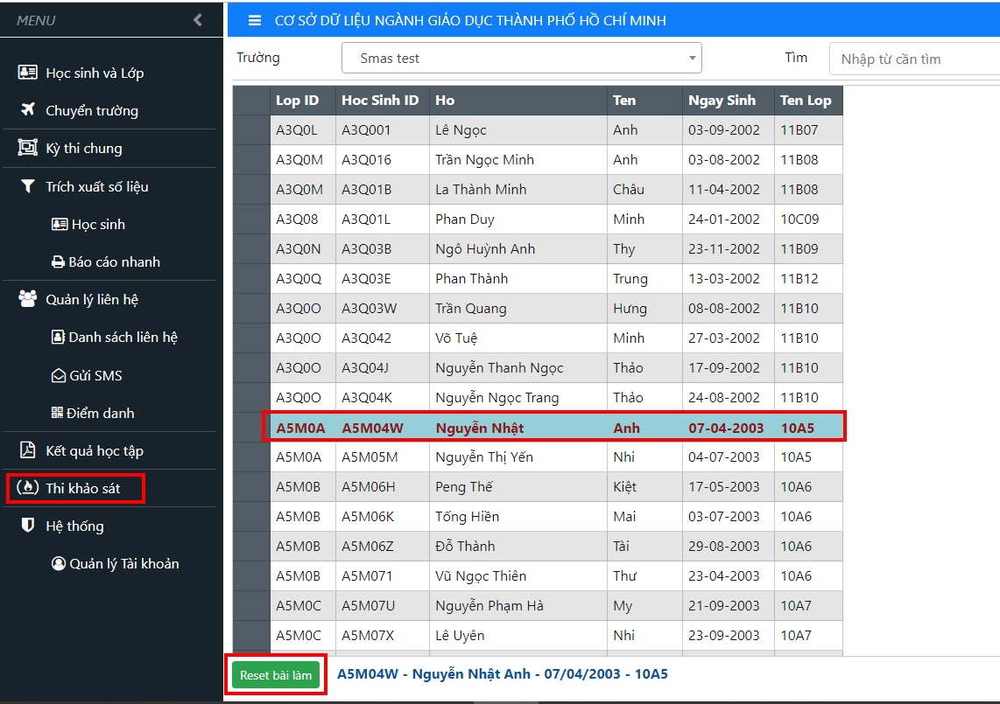 MENU
Học sinh và Lớp
Chuyển trường
Kỳ thi chung
Trích xuất số liệu
Học sinh
Báo cáo nhanh
Quản lý liên hệ
Danh sách liên hệ
Gửi SMS
Điểm danh
Kết quả học tập
Thi khảo sát
Hệ thống
Quản lý Tài khoản
CƠ SỞ DỮ LIỆU NGÀNH GIÁO DỤC THÀNH PHỐ HỒ CHÍ MINH
Trường Smas test Tìm Nhập từ cần tìm
Lop ID Hoc Sinh ID Ho Ten Ngay Sinh Ten Lop
A3Q0L A3Q001 Lê Ngọc Anh 03-09-2002 11B07
A3Q0M A3Q016 Trần Ngọc Minh Anh 03-08-2002 11B08
A3Q0M A3Q01B La Thành Minh Châu 11-04-2002 11B08
A3Q08 A3Q01L Phan Duy Minh 24-01-2002 10C09
A3Q0N A3Q03B Ngô Huỳnh Anh Thy 23-11-2002 11B09
A3Q0Q A3Q03E Phan Thành Trung 13-03-2002 11B12
A3Q0O A3Q03W Trần Quang Hưng 08-08-2002 11B10
A3Q0O A3Q042 Võ Tuệ Minh 27-03-2002 11B10
A3Q0O A3Q04J Nguyễn Thanh Ngọc Thảo 17-09-2002 11B10
A3Q0O A3Q04K Nguyễn Ngọc Trang Thảo 24-08-2002 11B10
A5M0A A5M04W Nguyễn Nhật Anh 07-04-2003 10A5
A5M0A A5M05M Nguyễn Thị Yến Nhi 04-07-2003 10A5
A5M0B A5M06H Peng Thế Kiệt 17-05-2003 10A6
A5M0B A5M06K Tống Hiền Mai 03-07-2003 10A6
A5M0B A5M06Z Đỗ Thành Tài 29-08-2003 10A6
A5M0B A5M071 Vũ Ngọc Thiên Thư 23-04-2003 10A6
A5M0C A5M07U Nguyễn Phạm Hà My 21-09-2003 10A7
A5M0C A5M07X Lê Uyên Nhi 23-09-2003 10A7
Reset bài làm A5M04W - Nguyễn Nhật Anh - 07/04/2003 - 10A5